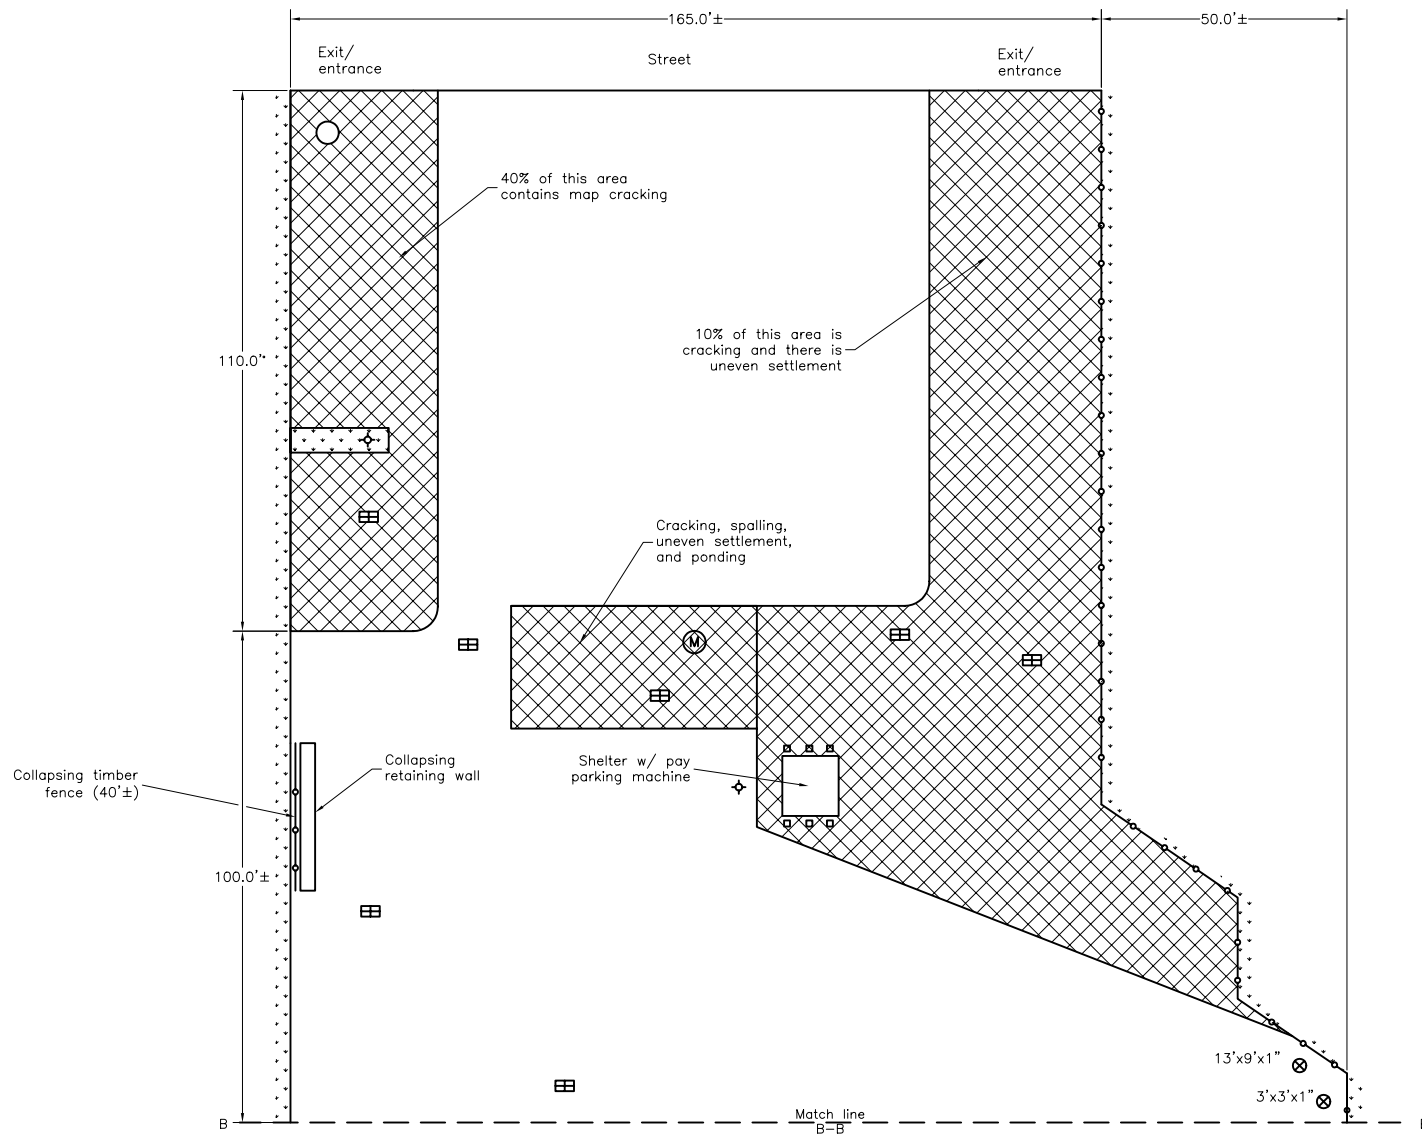 165.0'±
50.0'±
Exit/
entrance
Street
Exit/
entrance
40% of this area
contains map cracking
10% of this area is
cracking and there is
uneven settlement
110.0'
Cracking, spalling,
uneven settlement,
and ponding
M
Collapsing timber
fence (40'±)
Collapsing
retaining wall
Shelter w/ pay
parking machine
100.0'±
13'x9'x1"
3'x3'x1"
B
Match line
B-B